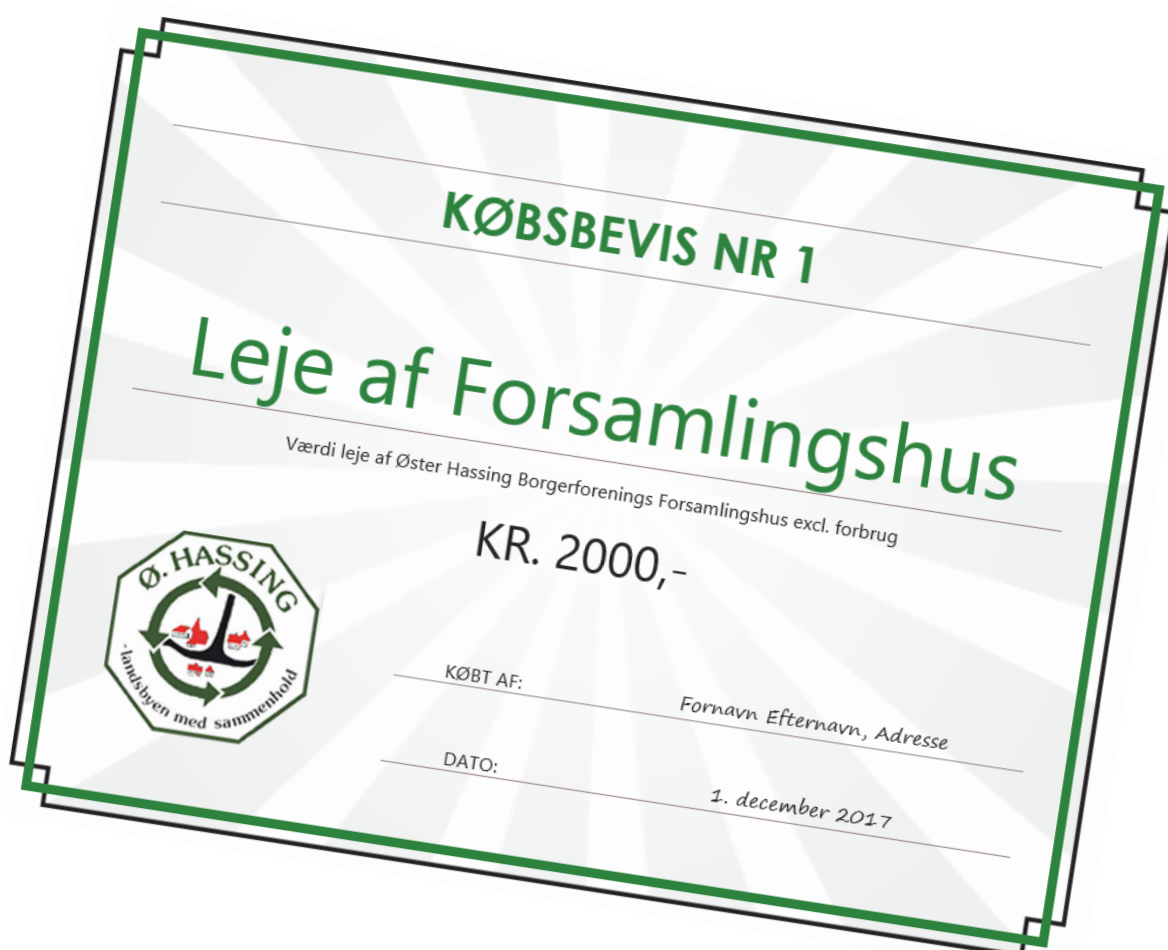 KØBSBEVIS NR 1
Leje af Forsamlingshus
Værdi leje af Øster Hassing Borgerforenings Forsamlingshus excl. forbrug
KR. 2000,-
Ø. HASSING
-landsbyen med sammenhold
KØBT AF: Fornavn Efternavn, Adresse
DATO: 1. december 2017